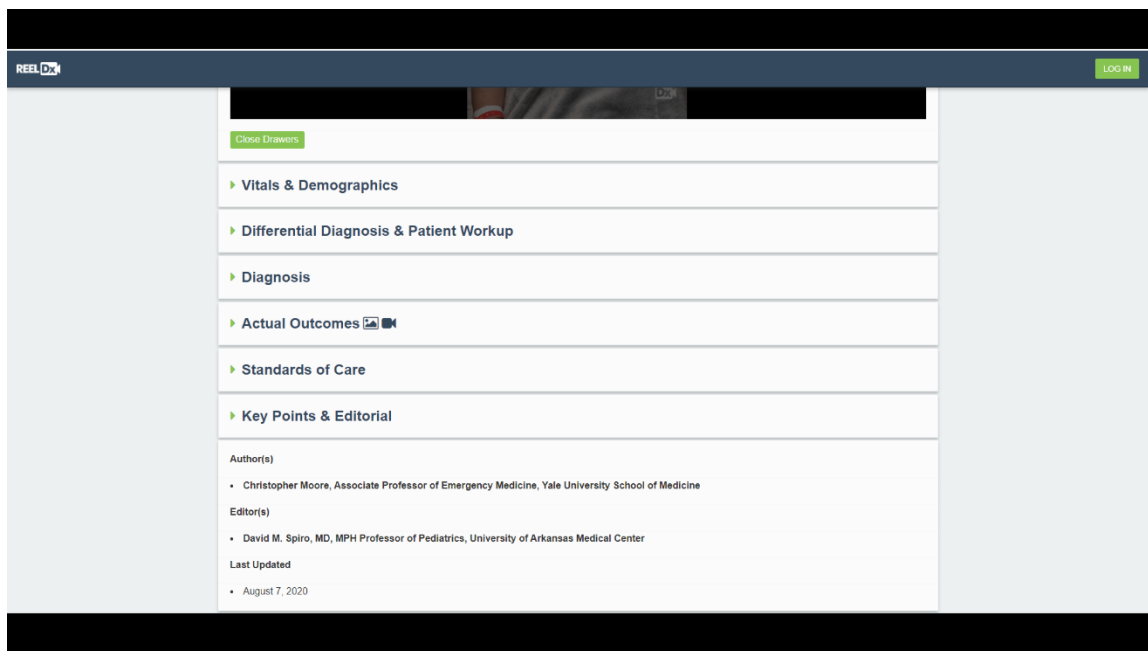 REEL Dx
LOG IN
Dx
Close Drawers
Vitals & Demographics
Differential Diagnosis & Patient Workup
Diagnosis
Actual Outcomes
Standards of Care
Key Points & Editorial
Author(s)
• Christopher Moore, Associate Professor of Emergency Medicine, Yale University School of Medicine
Editor(s)
• David M. Spiro, MD, MPH Professor of Pediatrics, University of Arkansas Medical Center
Last Updated
• August 7, 2020